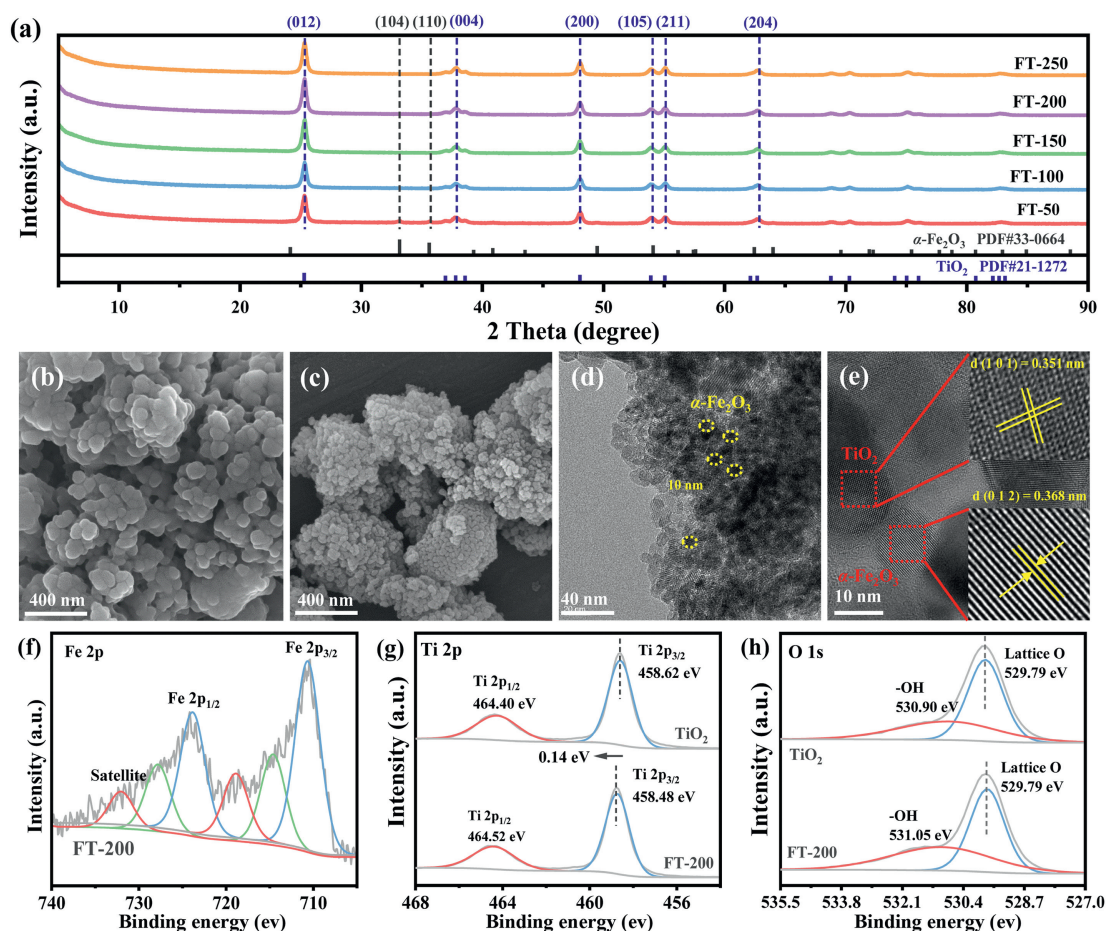 (a)
(012) (104) (110) (004) (200) (105) (211) (204)
Intensity (a.u.)
FT-250
FT-200
FT-150
FT-100
FT-50
α-Fe₂O₃ PDF#33-0664
TiO₂ PDF#21-1272
10 20 30 40 50 60 70 80 90
2 Theta (degree)
(b)
400 nm
(c)
400 nm
(d)
α-Fe₂O₃
10 nm
40 nm
20 nm
(e)
d (1 0 1) = 0.351 nm
TiO₂
d (0 1 2) = 0.368 nm
α-Fe₂O₃
10 nm
(f)
Fe 2p
Fe 2p₃/₂
Fe 2p₁/₂
Satellite
FT-200
Intensity (a.u.)
740 730 720 710
Binding energy (ev)
(g)
Ti 2p
Ti 2p₃/₂
458.62 eV
Ti 2p₁/₂
464.40 eV
TiO₂
0.14 eV
Ti 2p₃/₂
458.48 eV
Ti 2p₁/₂
464.52 eV
FT-200
Intensity (a.u.)
468 464 460 456
Binding energy (ev)
(h)
O 1s
Lattice O
529.79 eV
-OH
530.90 eV
TiO₂
Lattice O
529.79 eV
-OH
531.05 eV
FT-200
Intensity (a.u.)
535.5 533.8 532.1 530.4 528.7 527.0
Binding energy (ev)